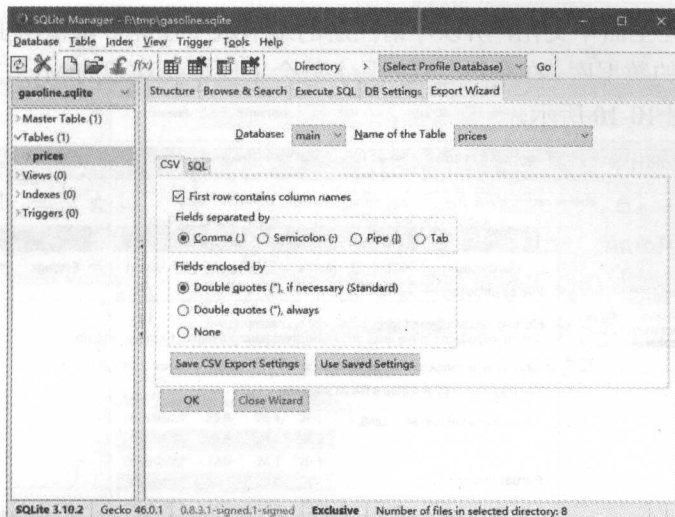 SQLite Manager - F:\tmp\gasoline.sqlite
Database Table Index View Trigger Tools Help
f(x) Directory > (Select Profile Database) Go
gasoline.sqlite
Master Table (1)
Tables (1)
prices
Views (0)
Indexes (0)
Triggers (0)
Structure Browse & Search Execute SQL DB Settings Export Wizard
Database: main Name of the Table prices
CSV SQL
First row contains column names
Fields separated by
Comma (,) Semicolon (;) Pipe (|) Tab
Fields enclosed by
Double quotes ("), if necessary (Standard)
Double quotes ("), always
None
Save CSV Export Settings Use Saved Settings
OK Close Wizard
SQLite 3.10.2 Gecko 46.0.1 0.8.3.1-signed.1-signed Exclusive Number of files in selected directory: 8